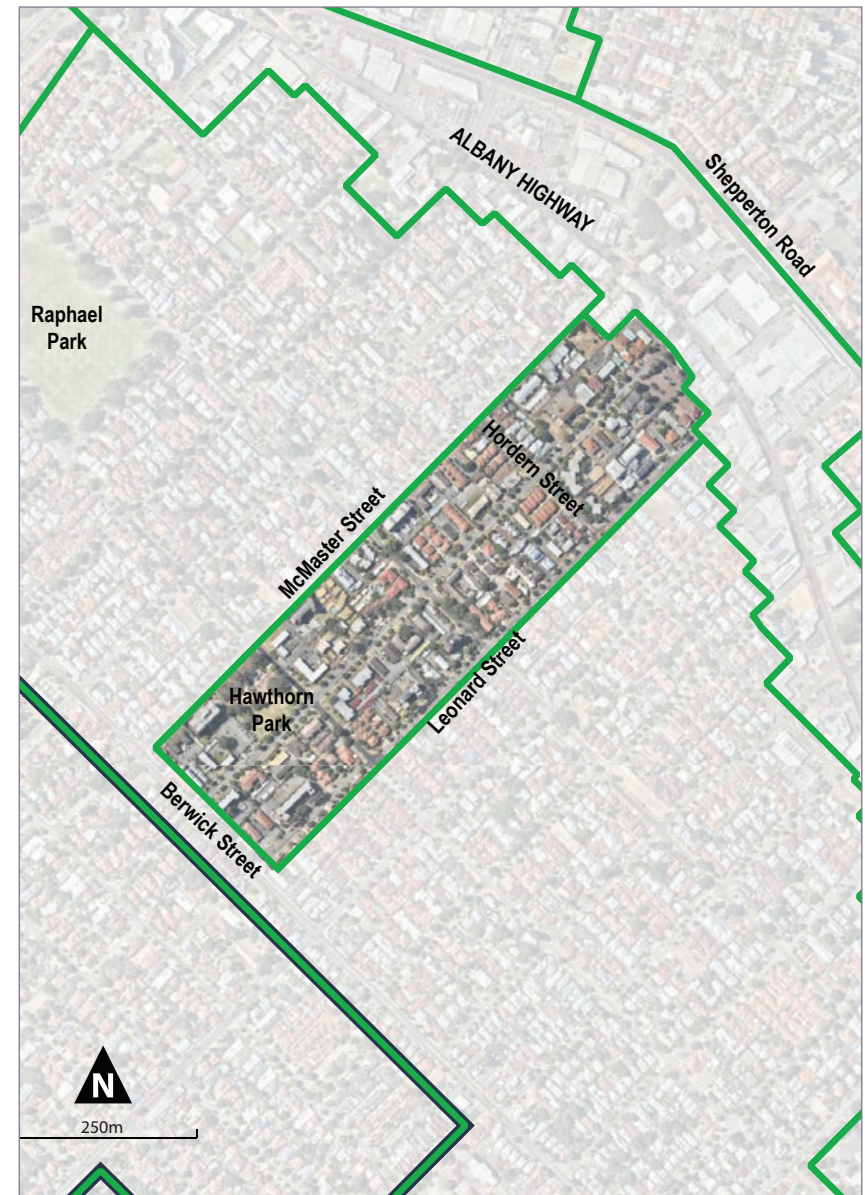 ALBANY HIGHWAY
Shepperton Road
Raphael
Park
Hordern Street
McMaster Street
Leonard Street
Hawthorn
Park
Berwick Street
N
250m